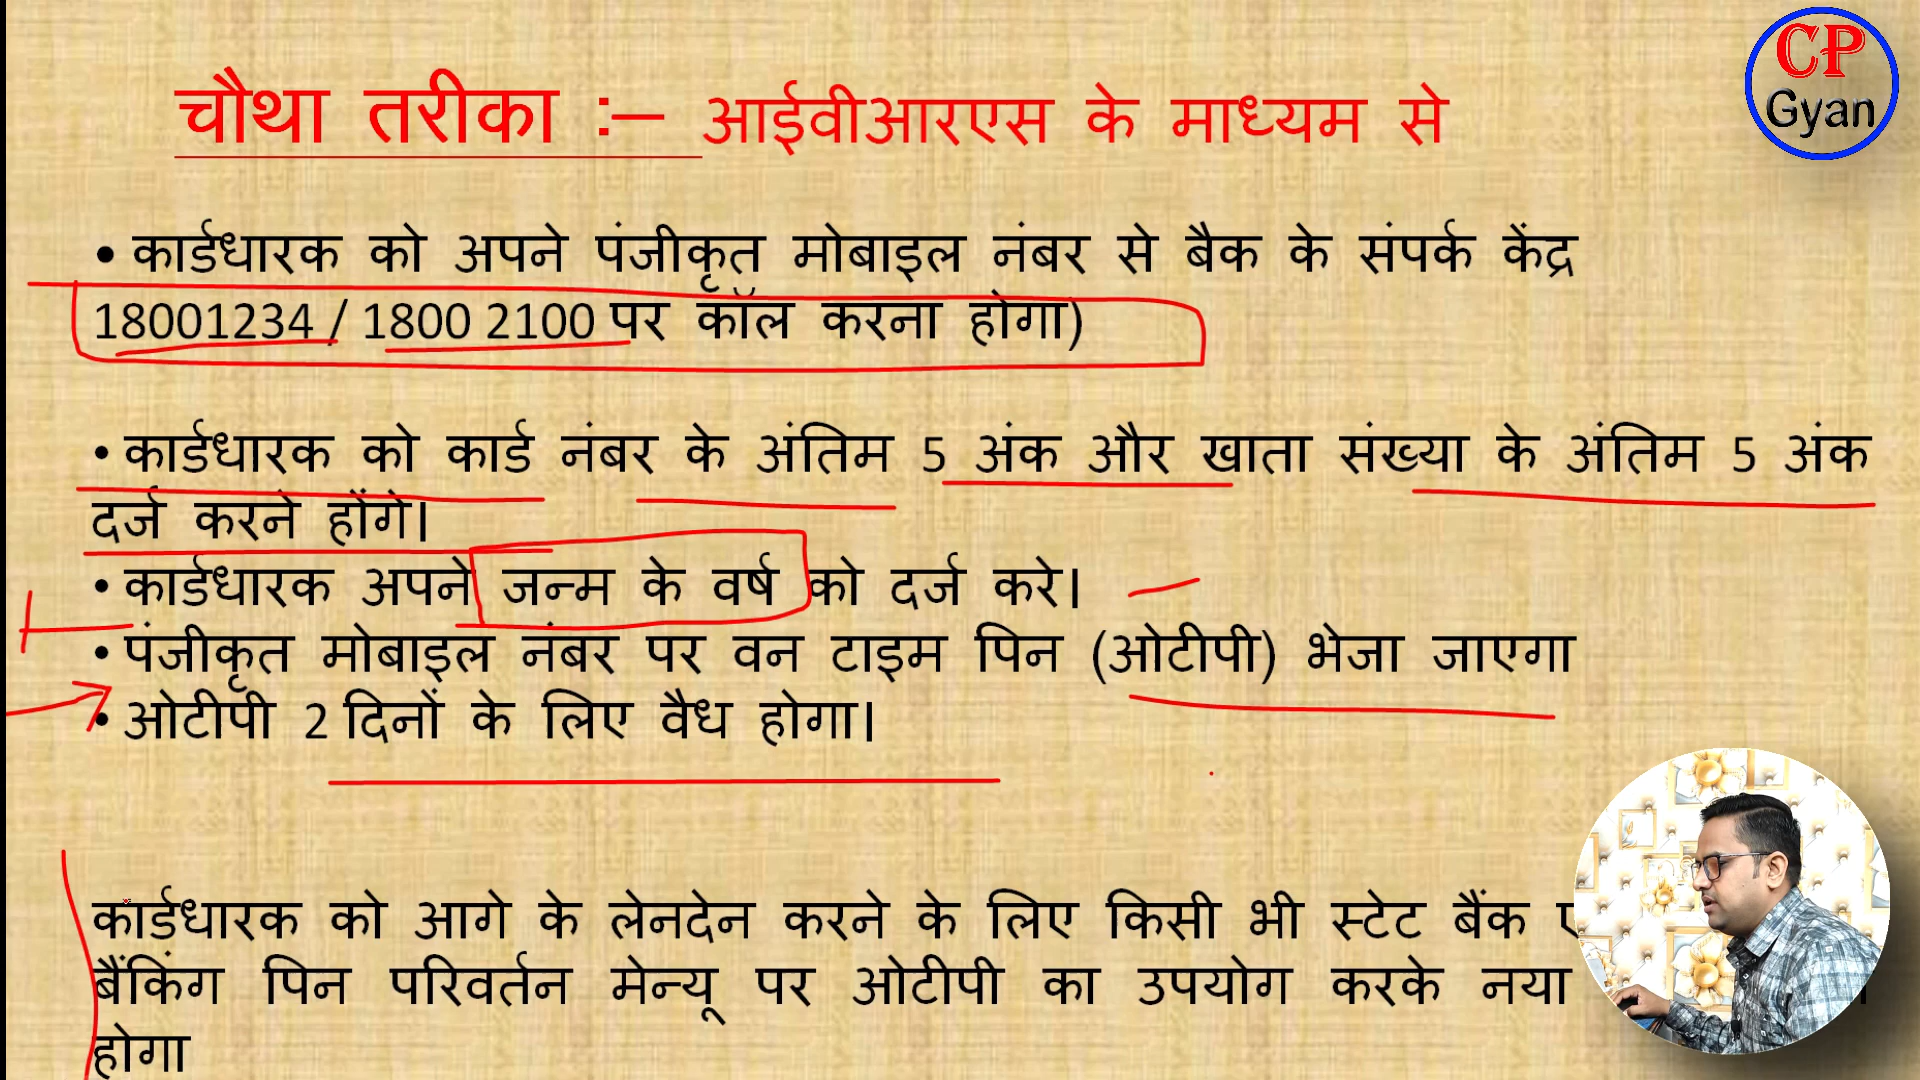 CP
Gyan
चौथा तरीका :– आईवीआरएस के माध्यम से
• कार्डधारक को अपने पंजीकृत मोबाइल नंबर से बैक के संपर्क केंद्र
18001234 / 1800 2100 पर कॉल करना होगा)
• कार्डधारक को कार्ड नंबर के अंतिम 5 अंक और खाता संख्या के अंतिम 5 अंक
दर्ज करने होंगे।
• कार्डधारक अपने जन्म के वर्ष को दर्ज करे।
• पंजीकृत मोबाइल नंबर पर वन टाइम पिन (ओटीपी) भेजा जाएगा
• ओटीपी 2 दिनों के लिए वैध होगा।
कार्डधारक को आगे के लेनदेन करने के लिए किसी भी स्टेट बैंक
बैंकिंग पिन परिवर्तन मेन्यू पर ओटीपी का उपयोग करके नया
होगा